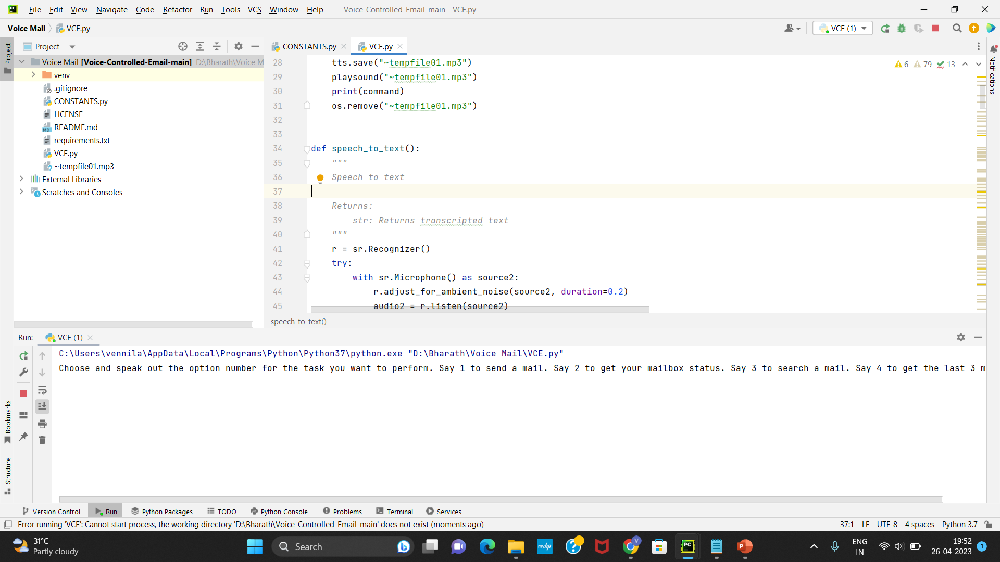 File Edit View Navigate Code Refactor Run Tools VCS Window Help Voice-Controlled-Email-main - VCE.py
Voice Mail VCE.py
VCE (1)
Project
Project
Voice Mail [Voice-Controlled-Email-main] D:\Bharath\Voice M
venv
.gitignore
CONSTANTS.py
LICENSE
README.md
requirements.txt
VCE.py
~tempfile01.mp3
External Libraries
Scratches and Consoles
CONSTANTS.py VCE.py
6 79 13
Notifications
28 tts.save("~tempfile01.mp3")
29 playsound("~tempfile01.mp3")
30 print(command)
31 os.remove("~tempfile01.mp3")
32
33
34 def speech_to_text():
35 """
36 Speech to text
37
38 Returns:
39 str: Returns transcripted text
40 """
41 r = sr.Recognizer()
42 try:
43 with sr.Microphone() as source2:
44 r.adjust_for_ambient_noise(source2, duration=0.2)
45 audio2 = r.listen(source2)
speech_to_text()
Run: VCE (1)
C:\Users\vennila\AppData\Local\Programs\Python\Python37\python.exe "D:\Bharath\Voice Mail\VCE.py"
Choose and speak out the option number for the task you want to perform. Say 1 to send a mail. Say 2 to get your mailbox status. Say 3 to search a mail. Say 4 to get the last 3 m
Bookmarks
Structure
Version Control Run Python Packages TODO Python Console Problems Terminal Services
Error running 'VCE': Cannot start process, the working directory 'D:\Bharath\Voice-Controlled-Email-main' does not exist (moments ago) 37:1 LF UTF-8 4 spaces Python 3.7
31°C
Partly cloudy
Search
ENG
IN
19:52
26-04-2023
1